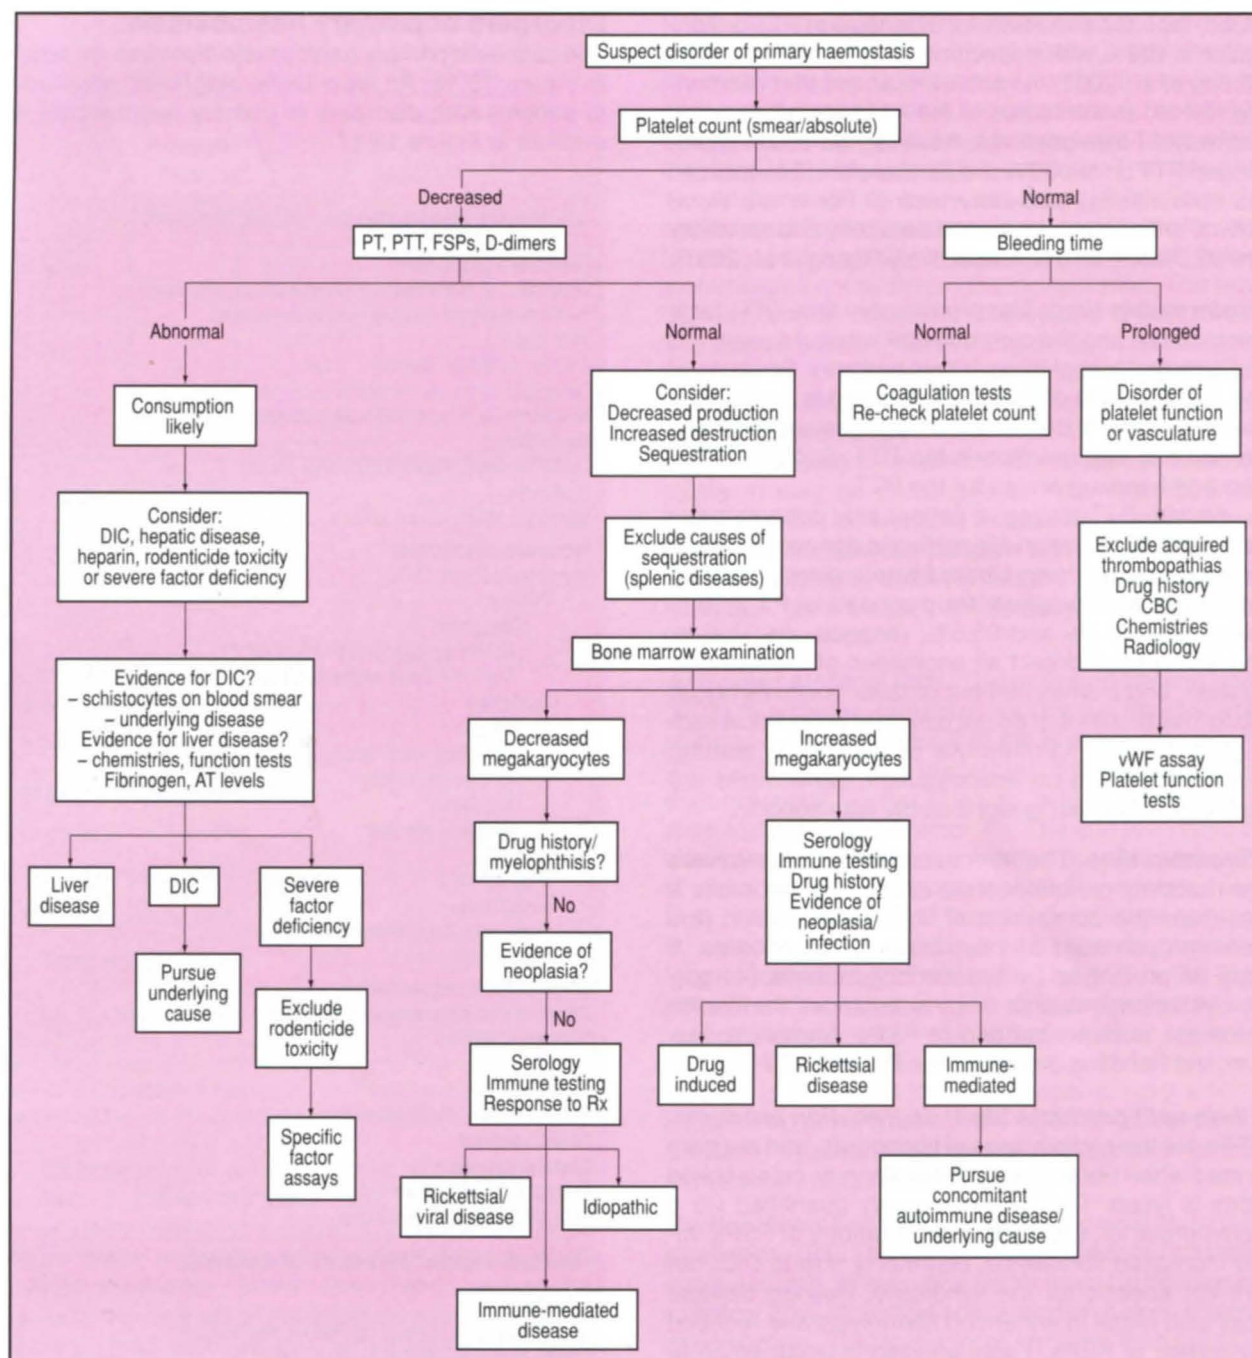 Suspect disorder of primary haemostasis
Platelet count (smear/absolute)
Decreased
Normal
PT, PTT, FSPs, D-dimers
Bleeding time
Abnormal
Normal
Normal
Prolonged
Consumption
likely
Consider:
Decreased production
Increased destruction
Sequestration
Coagulation tests
Re-check platelet count
Disorder of
platelet function
or vasculature
Consider:
DIC, hepatic disease,
heparin, rodenticide toxicity
or severe factor deficiency
Exclude causes of
sequestration
(splenic diseases)
Exclude acquired
thrombopathias
Drug history
CBC
Chemistries
Radiology
Bone marrow examination
Evidence for DIC?
– schistocytes on blood smear
– underlying disease
Evidence for liver disease?
– chemistries, function tests
Fibrinogen, AT levels
Decreased
megakaryocytes
Increased
megakaryocytes
vWF assay
Platelet function
tests
Drug history/
myelophthisis?
Serology
Immune testing
Drug history
Evidence of
neoplasia/
infection
Liver
disease
DIC
Severe
factor
deficiency
No
Evidence of
neoplasia?
Pursue
underlying
cause
Exclude
rodenticide
toxicity
No
Serology
Immune testing
Response to Rx
Drug
induced
Rickettsial
disease
Immune-
mediated
Specific
factor
assays
Rickettsial/
viral disease
Idiopathic
Pursue
concomitant
autoimmune disease/
underlying cause
Immune-mediated
disease